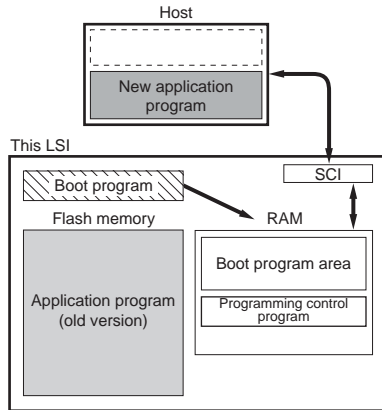 Host
New application
program
This LSI
SCI
Boot program
Flash memory
RAM
Application program
(old version)
Boot program area
Programming control
program